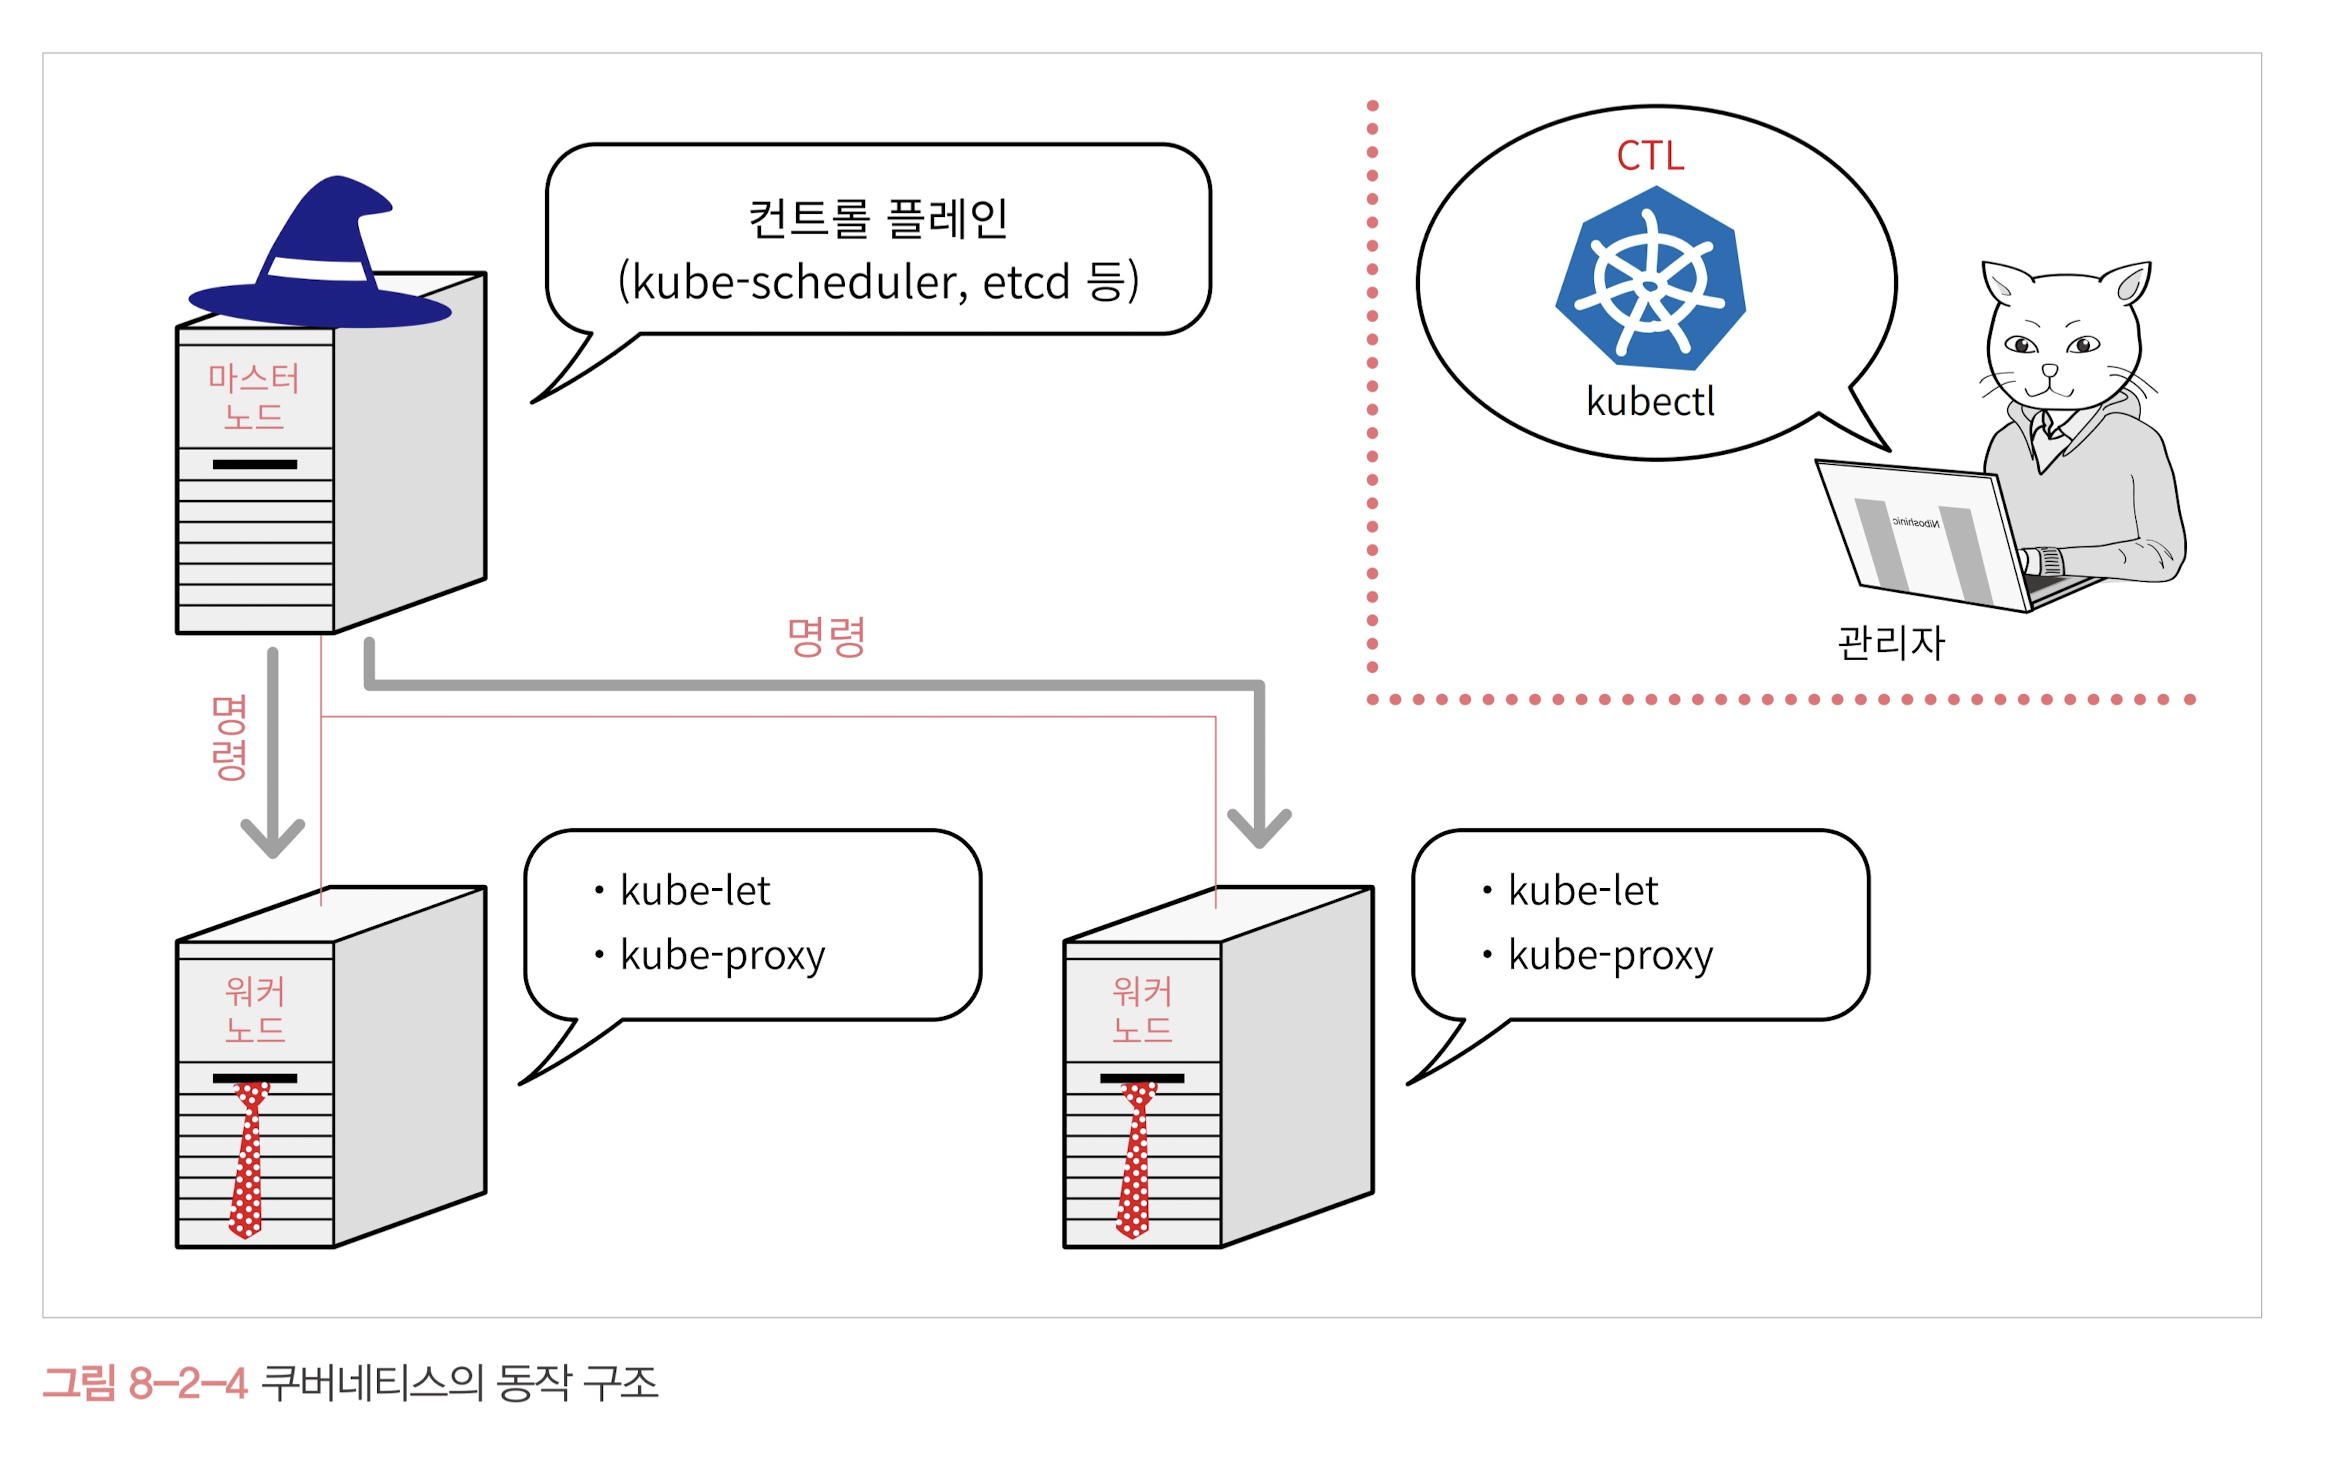 컨트롤 플레인
(kube-scheduler, etcd 등)
마스터
노드
CTL
kubectl
Niboshinic
관리자
명령
명
령
• kube-let
• kube-proxy
워커
노드
• kube-let
• kube-proxy
워커
노드
그림 8-2-4 쿠버네티스의 동작 구조